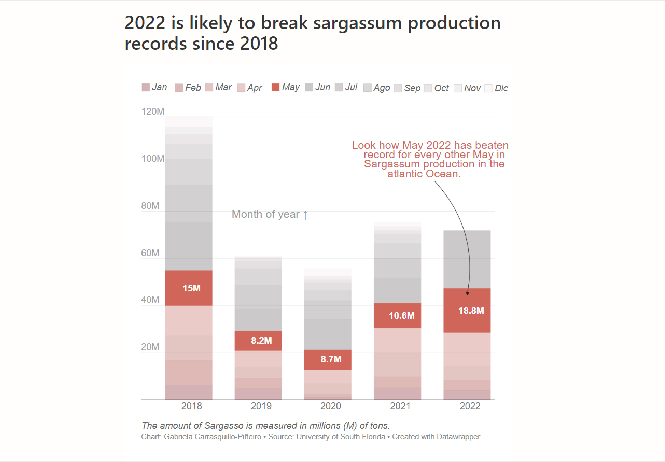 2022 is likely to break sargassum production
records since 2018
Jan Feb Mar Apr May Jun Jul Ago Sep Oct Nov Dic
120M
100M
80M
60M
40M
20M
Look how May 2022 has beaten
record for every other May in
Sargassum production in the
atlantic Ocean.
Month of year ↑
15M
8.2M
8.7M
10.6M
18.8M
2018 2019 2020 2021 2022
The amount of Sargasso is measured in millions (M) of tons.
Chart: Gabriela Carrasquillo-Piñeiro • Source: University of South Florida • Created with Datawrapper